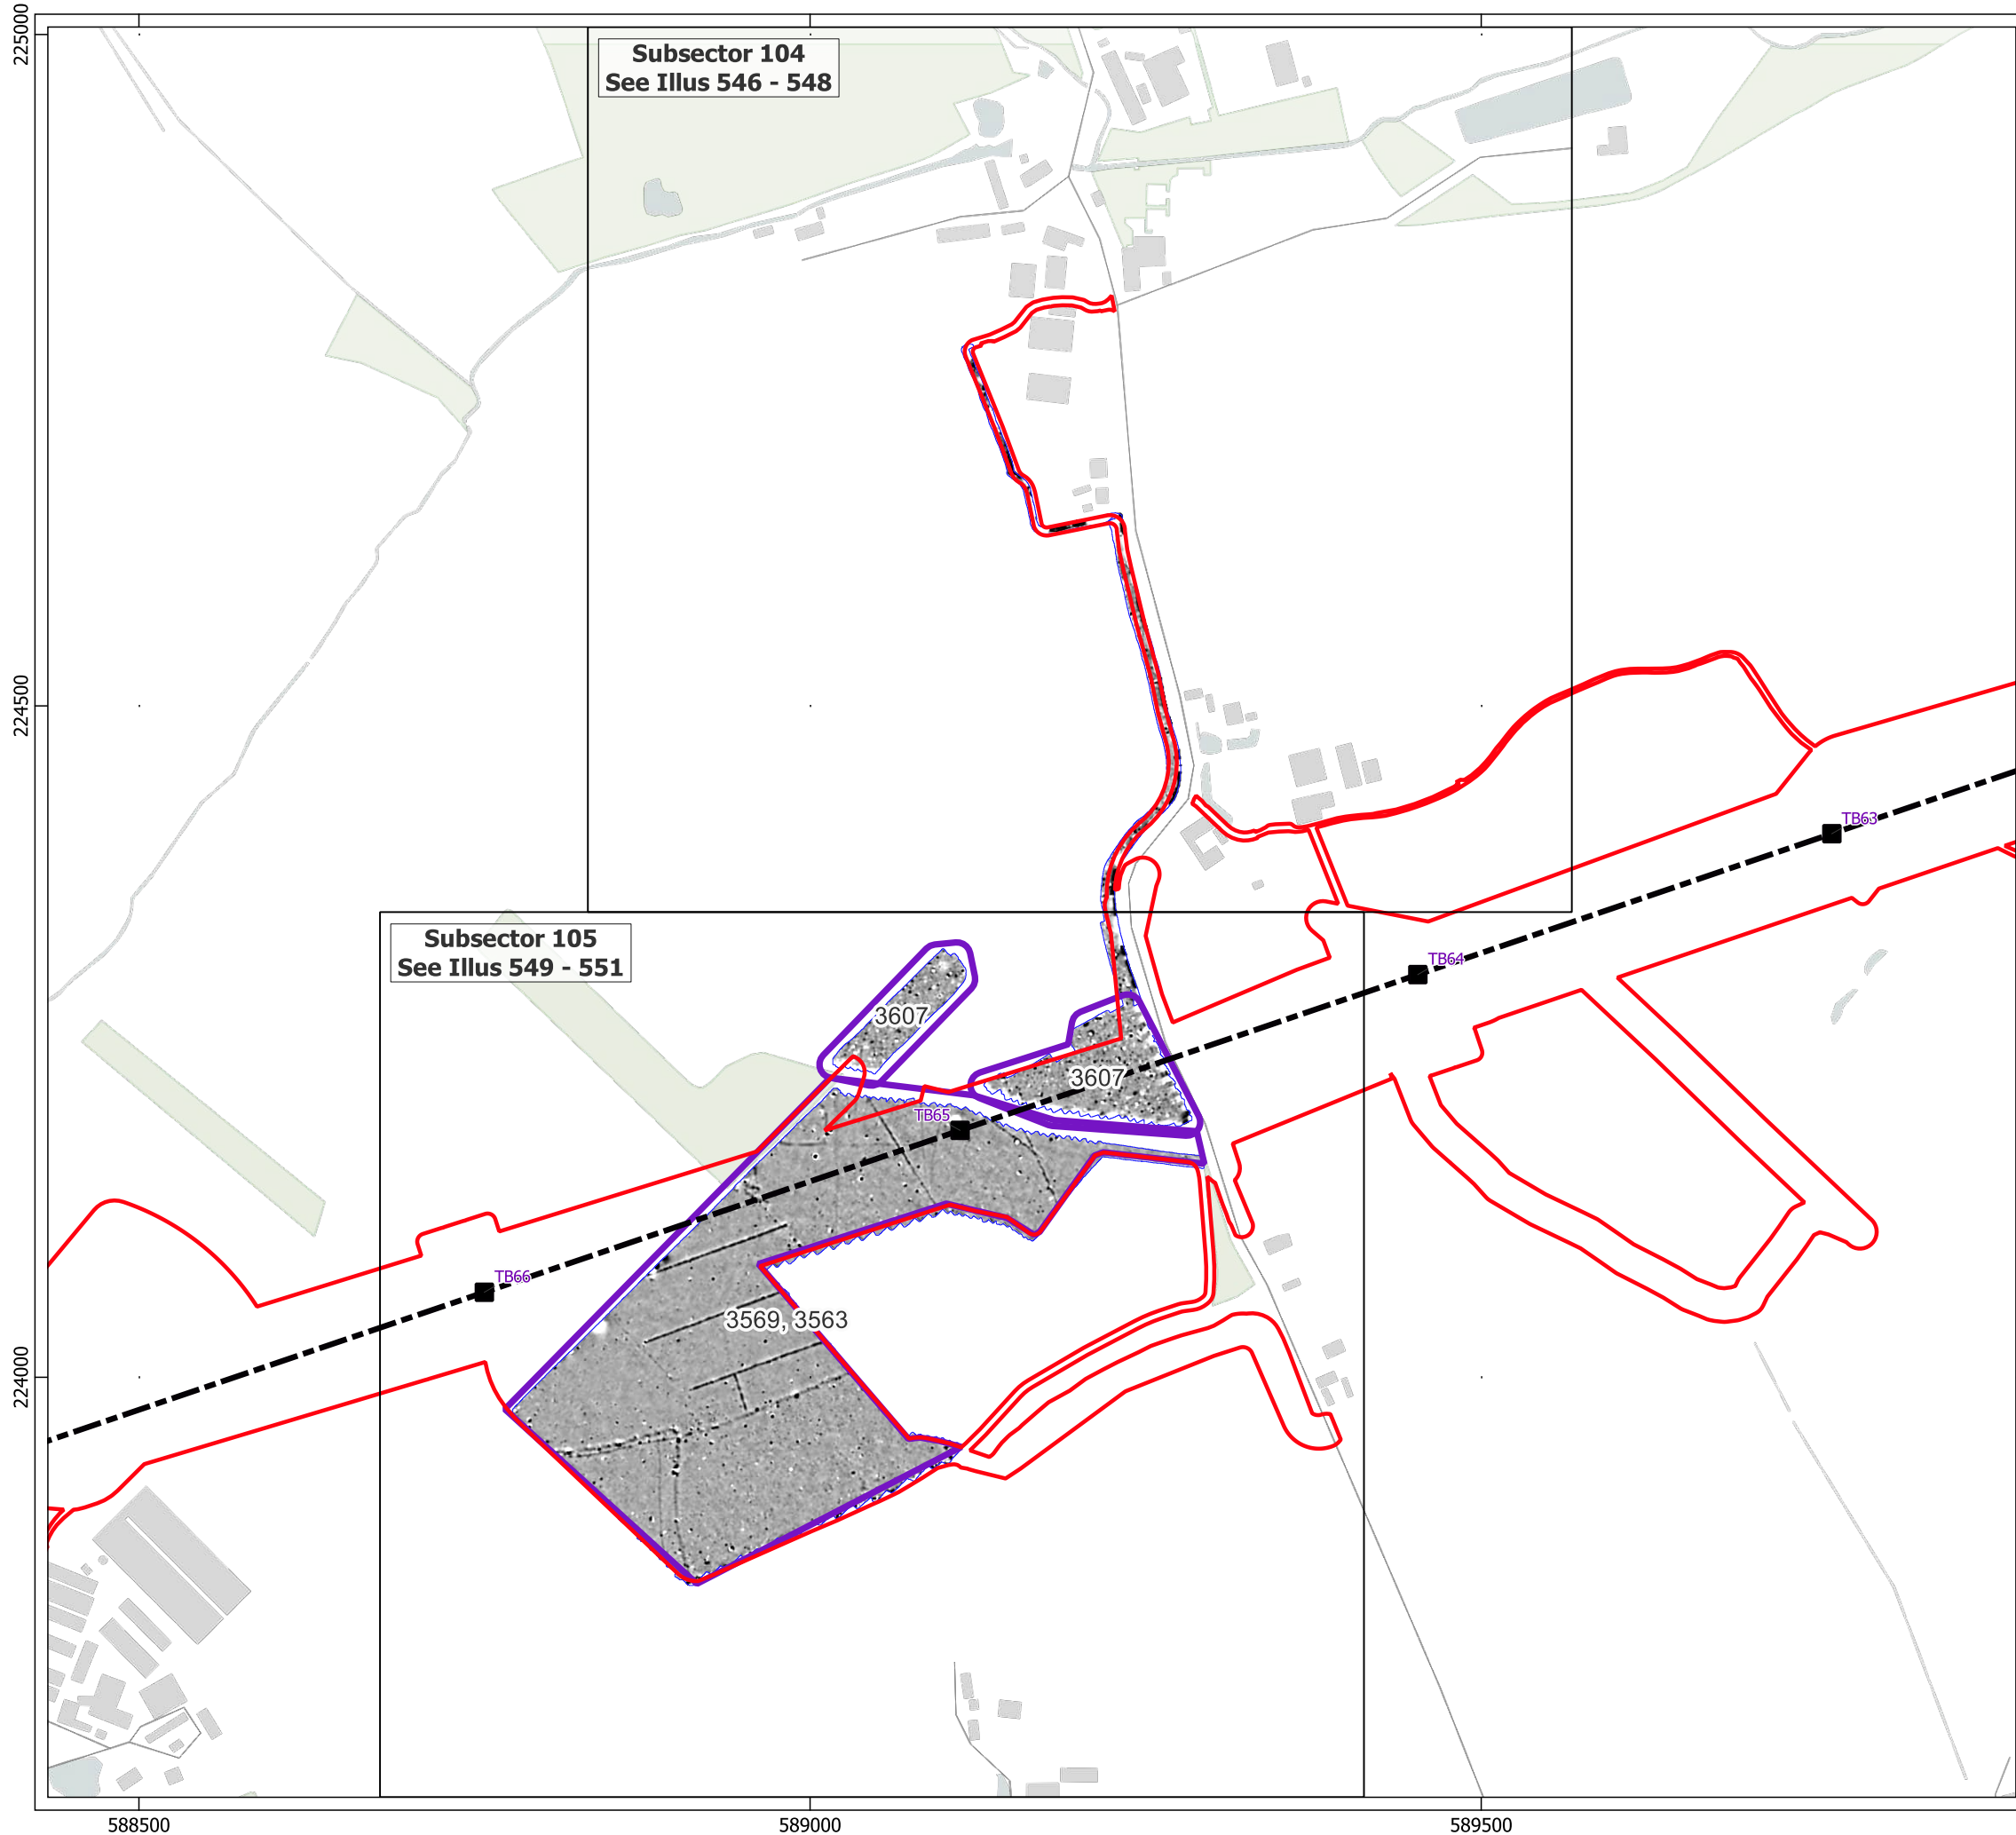 225000
Subsector 104
See Illus 546 - 548
224500
TB63
Subsector 105
See Illus 549 - 551
TB64
3607
3607
TB65
TB66
3569, 3563
224000
588500
589000
589500